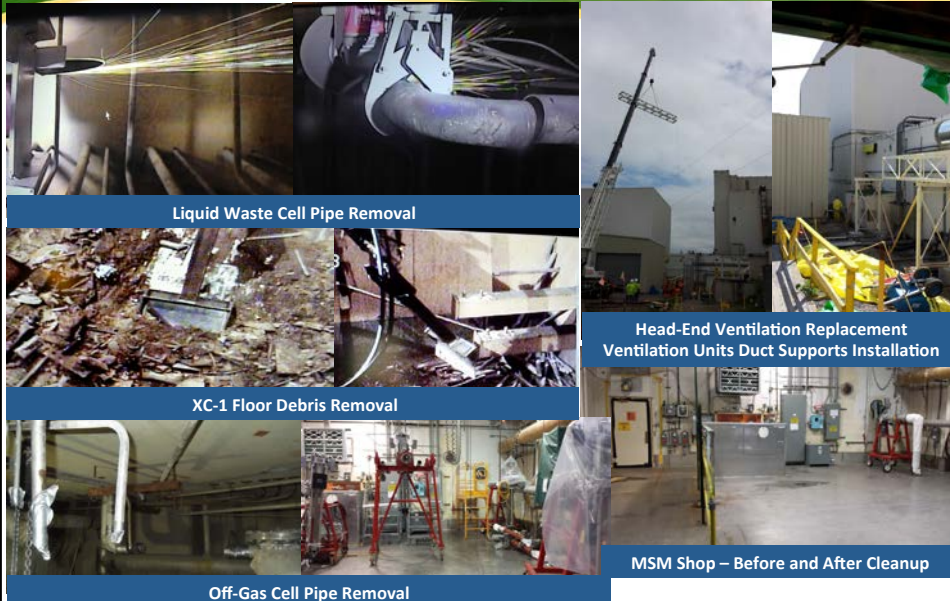 Liquid Waste Cell Pipe Removal
XC-1 Floor Debris Removal
Head-End Ventilation Replacement
Ventilation Units Duct Supports Installation
Off-Gas Cell Pipe Removal
MSM Shop – Before and After Cleanup